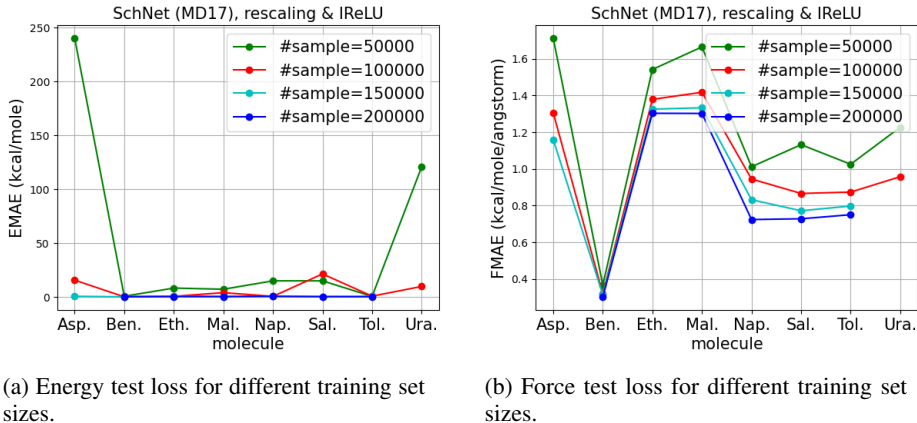 SchNet (MD17), rescaling & lReLU
250
200
150
100
50
0
EMAE (kcal/mole)
#sample=50000
#sample=100000
#sample=150000
#sample=200000
Asp. Ben. Eth. Mal. Nap. Sal. Tol. Ura.
molecule
(a) Energy test loss for different training set
sizes.
SchNet (MD17), rescaling & lReLU
1.6
1.4
1.2
1.0
0.8
0.6
0.4
FMAE (kcal/mole/angstorm)
#sample=50000
#sample=100000
#sample=150000
#sample=200000
Asp. Ben. Eth. Mal. Nap. Sal. Tol. Ura.
molecule
(b) Force test loss for different training set
sizes.